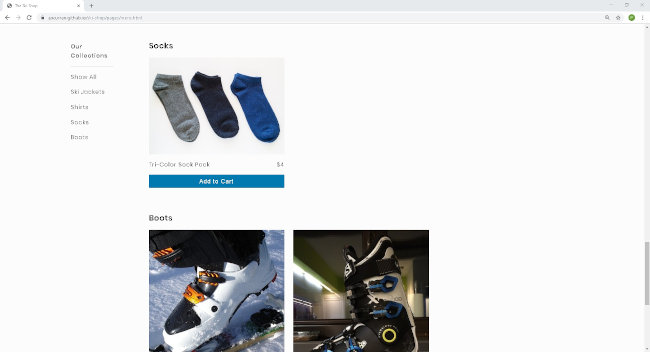 The Ski Shop
Our
Collections
Show All
Ski Jackets
Shirts
Socks
Boots
Socks
Tri-Color Sock Pack
$4
Add to Cart
Boots